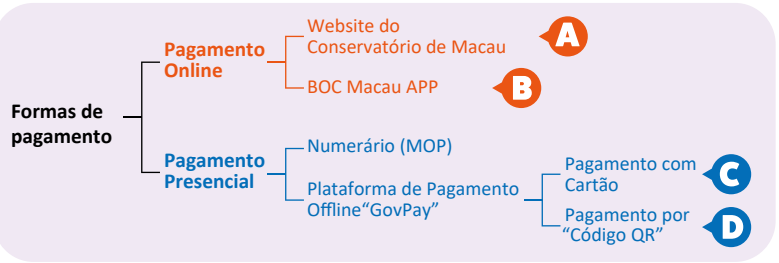 Formas de
pagamento
Pagamento
Online
Website do
Conservatório de Macau
A
BOC Macau APP
B
Pagamento
Presencial
Numerário (MOP)
Plataforma de Pagamento
Offline“GovPay”
Pagamento com
Cartão
C
Pagamento por
“Código QR”
D